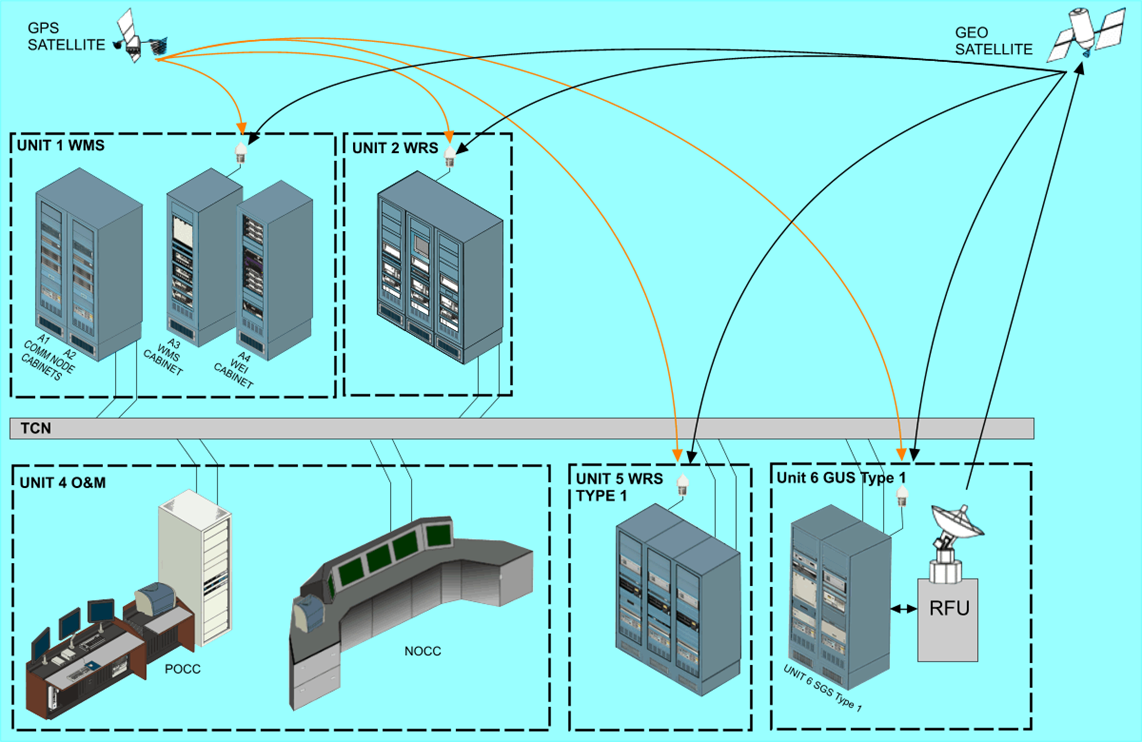 GPS
SATELLITE
GEO
SATELLITE
UNIT 1 WMS
UNIT 2 WRS
A1
A2
COMM NODE
CABINETS
A3
WMS
CABINET
A4
WEI
CABINET
TCN
UNIT 4 O&M
POCC
NOCC
UNIT 5 WRS
TYPE 1
Unit 6 GUS Type 1
RFU
UNIT 6 SGS Type 1